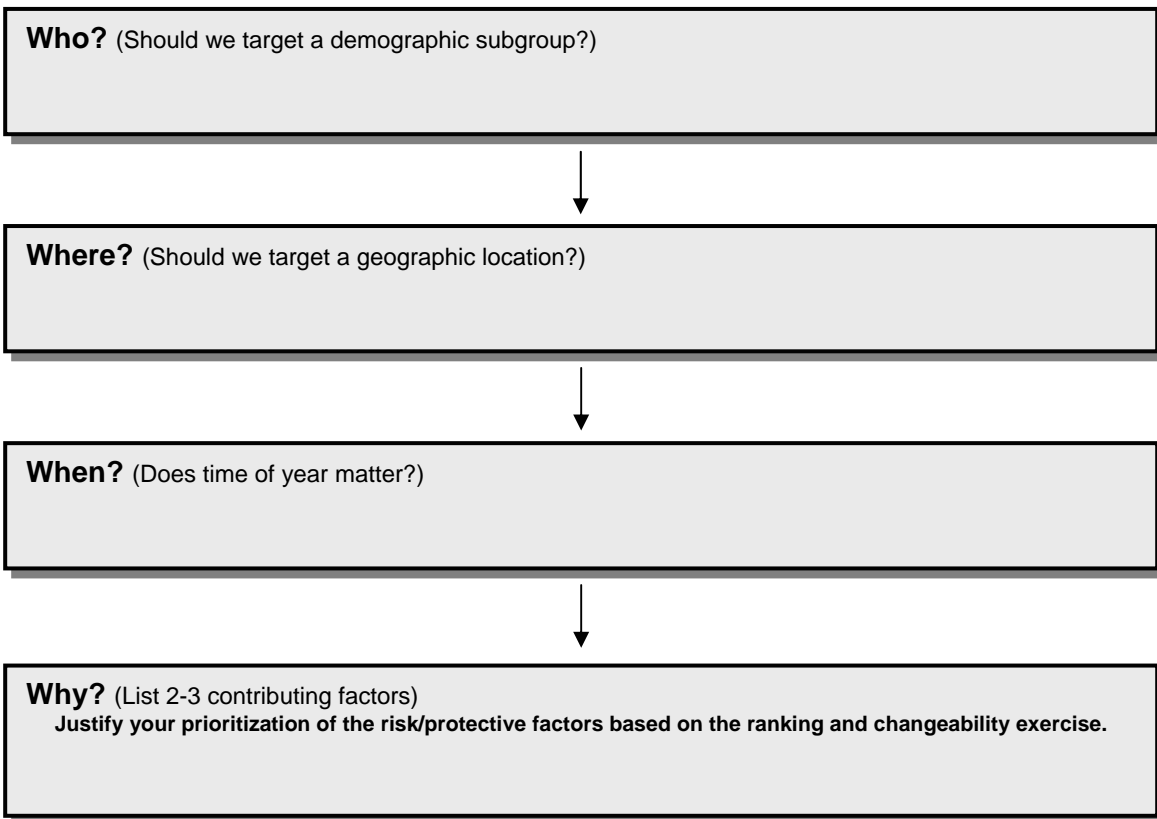 Who? (Should we target a demographic subgroup?)
Where? (Should we target a geographic location?)
When? (Does time of year matter?)
Why? (List 2-3 contributing factors)
Justify your prioritization of the risk/protective factors based on the ranking and changeability exercise.